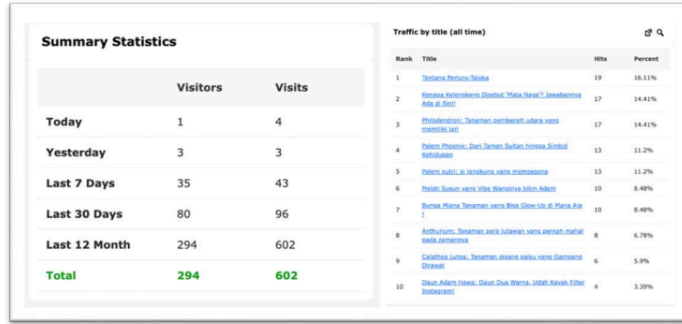 Summary Statistics
Visitors Visits
Today 1 4
Yesterday 3 3
Last 7 Days 35 43
Last 30 Days 80 96
Last 12 Month 294 602
Total 294 602
Traffic by title (all time)
Rank Title Hits Percent
1 Tentang Perluru-Taloka 19 16.11%
2 Kenapa Kelengkeng Disebut 'Mata Naga'? Jawabannya
Ada di Sini! 17 14.41%
3 Philodendron: Tanaman pembersih udara yang
memiliki jari 17 14.41%
4 Palem Phoenix: Dari Taman Sultan hingga Simbol
Kehidupan 13 11.2%
5 Palem putri: si jangkung yang mempesona 13 11.2%
6 Melati Susun yang Vibe Wanginya bikin Adem 10 8.48%
7 Bunga Miana Tanaman yang Bisa Glow-Up di Mana Aja
! 10 8.48%
8 Anthurium: Tanaman para jutawan yang pernah mahal
pada zamannya 8 6.78%
9 Calathea Lutea: Tanaman pisang palsu yang Gampang
Dirawat 6 5.9%
10 Daun Adam Hawa: Daun Dua Warna, Udah Kayak Filter
Instagram! 4 3.39%